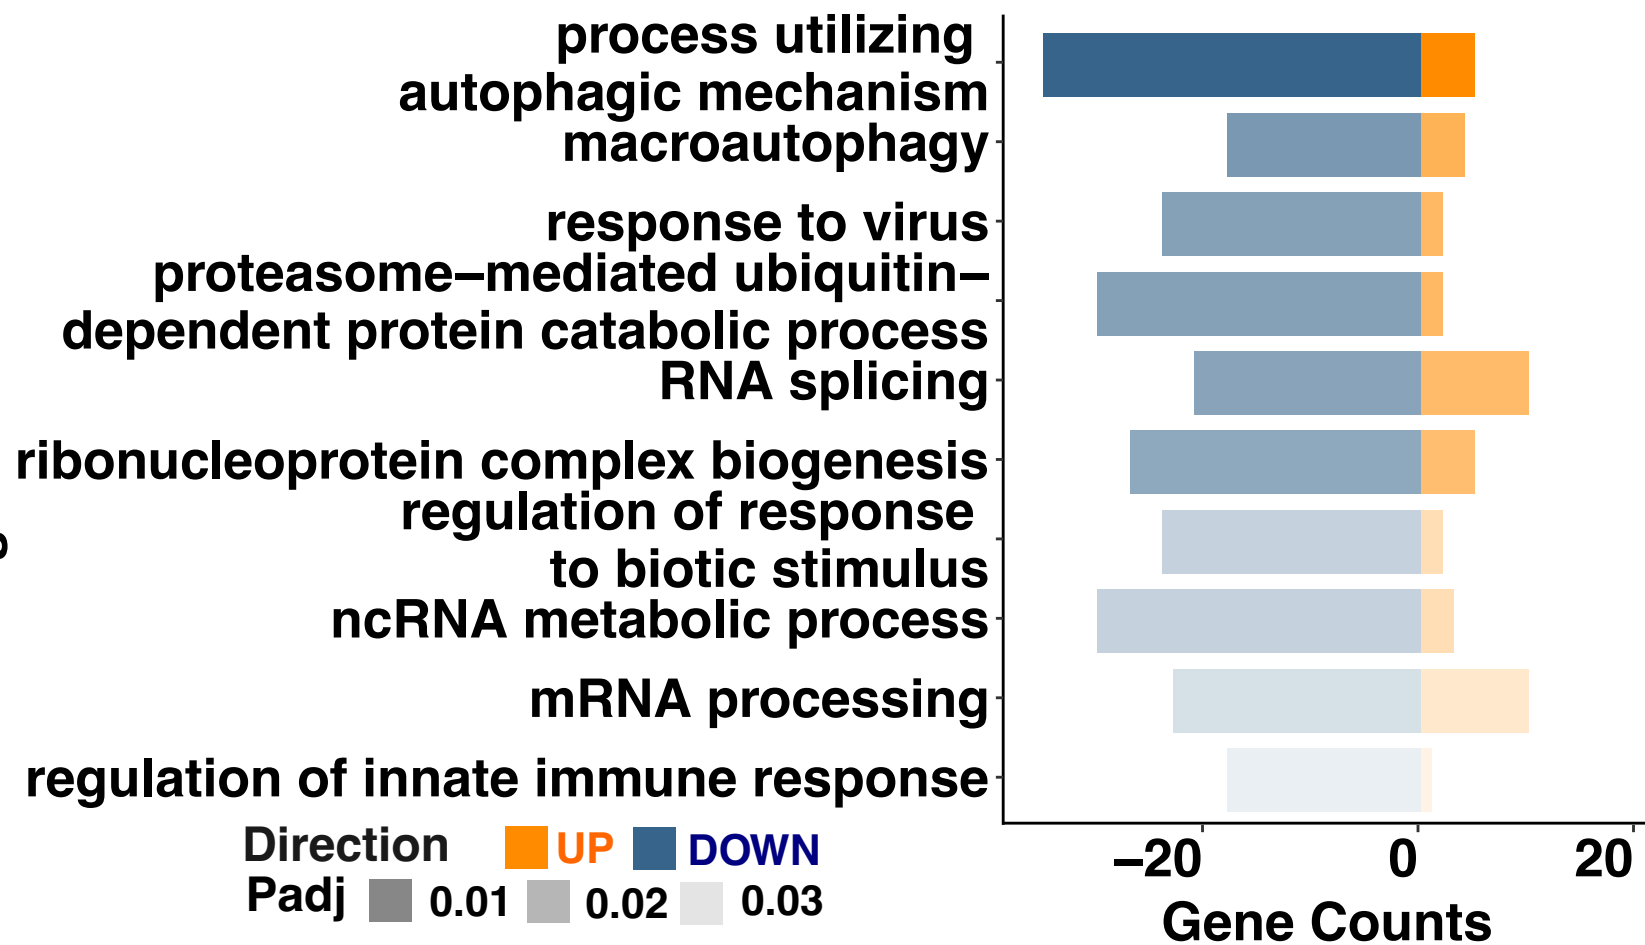 process utilizing
autophagic mechanism
macroautophagy
response to virus
proteasome−mediated ubiquitin−
dependent protein catabolic process
RNA splicing
ribonucleoprotein complex biogenesis
regulation of response
to biotic stimulus
ncRNA metabolic process
mRNA processing
regulation of innate immune response
−20 0 20
Gene Counts
Direction UP DOWN
Padj 0.01 0.02 0.03